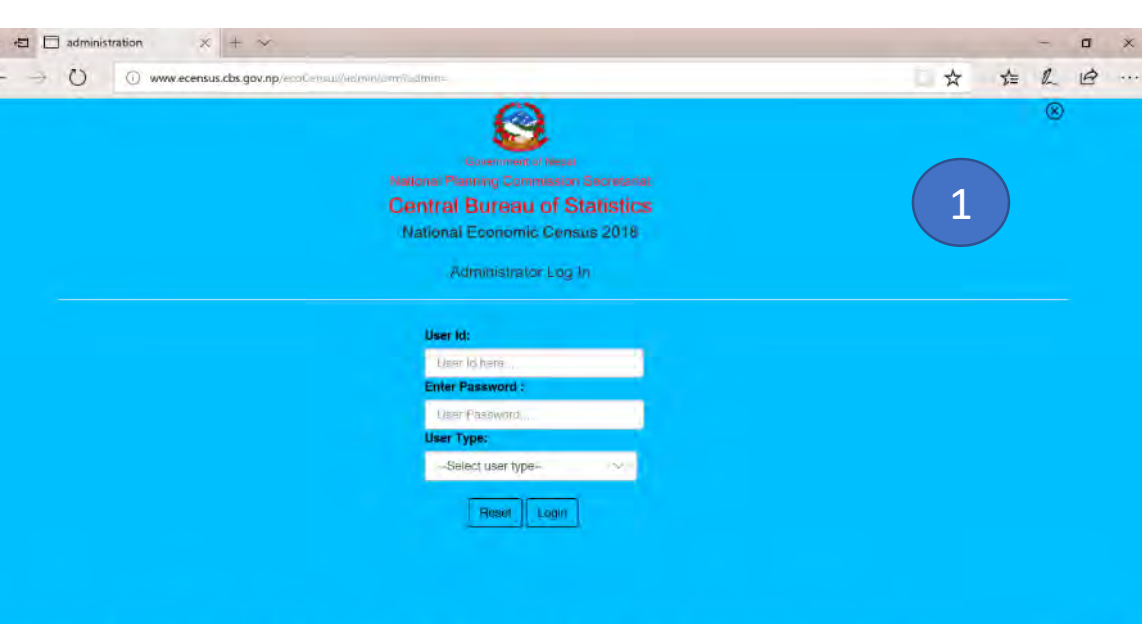 administration
www.ecensus.cbs.gov.np/ecoCensus/admin/
Government of Nepal
National Planning Commission Secretariat
Central Bureau of Statistics
National Economic Census 2018
Administrator Log In
1
User Id:
User Id here...
Enter Password :
User Password...
User Type:
--Select user type--
Reset Login